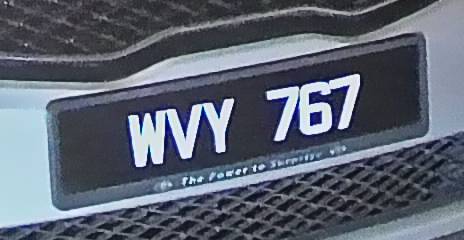 WVY 767
The Power to Surprise